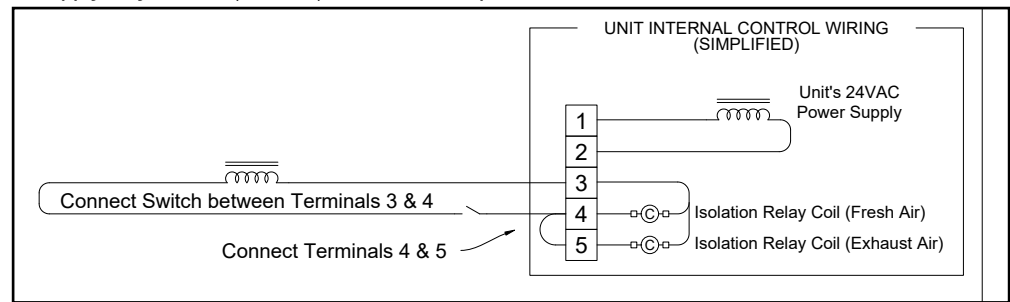 UNIT INTERNAL CONTROL WIRING
(SIMPLIFIED)
Unit's 24VAC
Power Supply
1
2
3
4
5
Connect Switch between Terminals 3 & 4
C
Isolation Relay Coil (Fresh Air)
C
Isolation Relay Coil (Exhaust Air)
Connect Terminals 4 & 5